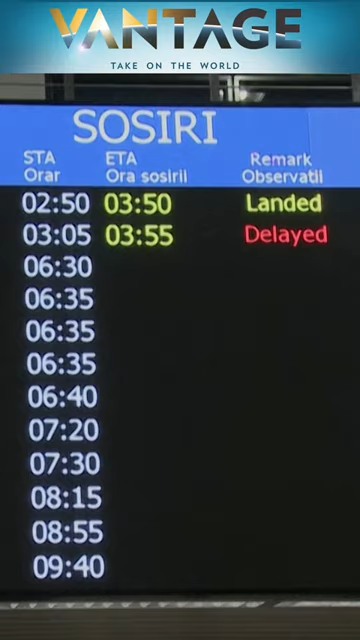 VANTAGE
TAKE ON THE WORLD
SOSIRI
STA ETA Remark
Orar Ora sosirii Observatii
02:50 03:50 Landed
03:05 03:55 Delayed
06:30
06:35
06:35
06:35
06:40
07:20
07:30
08:15
08:55
09:40